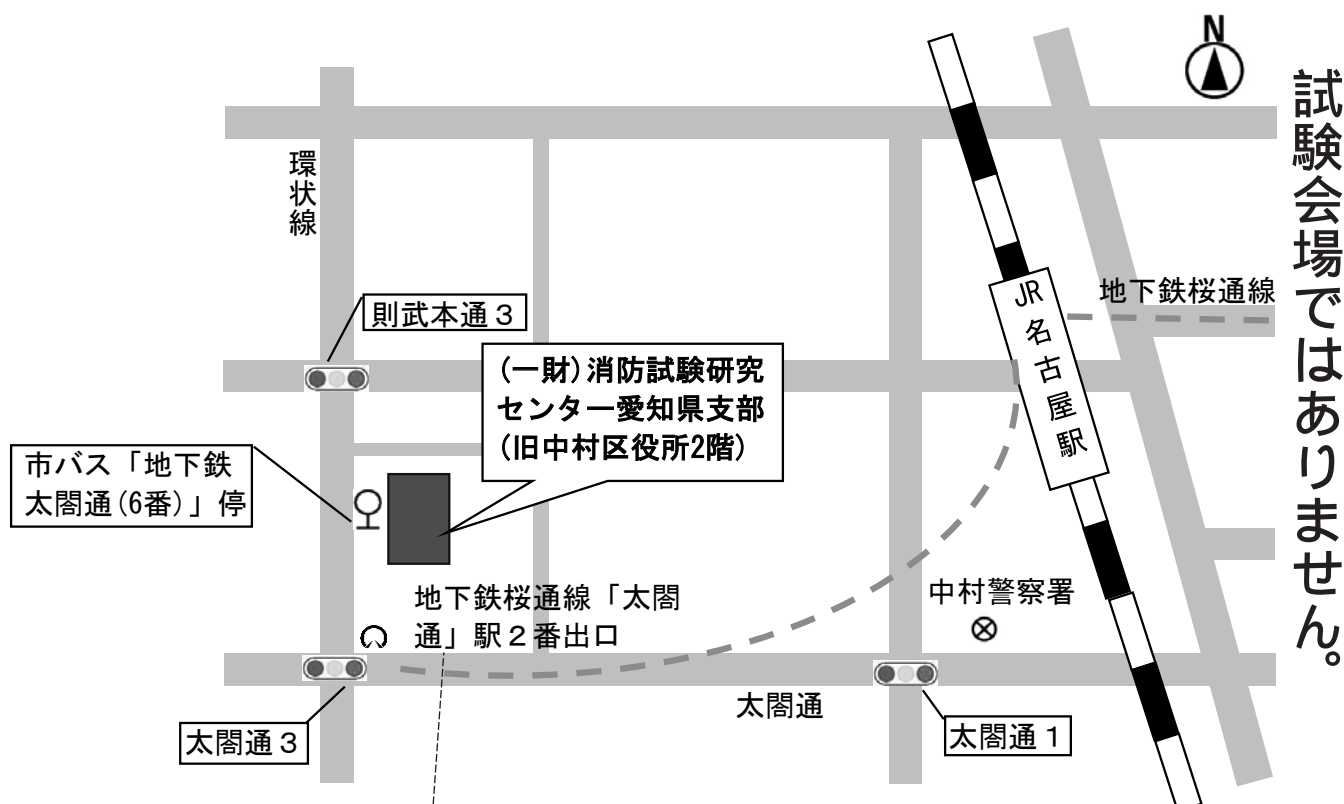 N
試験会場ではありません。
環状線
則武本通３
地下鉄桜通線
JR名古屋駅
(一財)消防試験研究
センター愛知県支部
(旧中村区役所2階)
市バス「地下鉄
太閤通(6番)」停
地下鉄桜通線「太閤
通」駅２番出口
中村警察署
太閤通
太閤通３
太閤通１